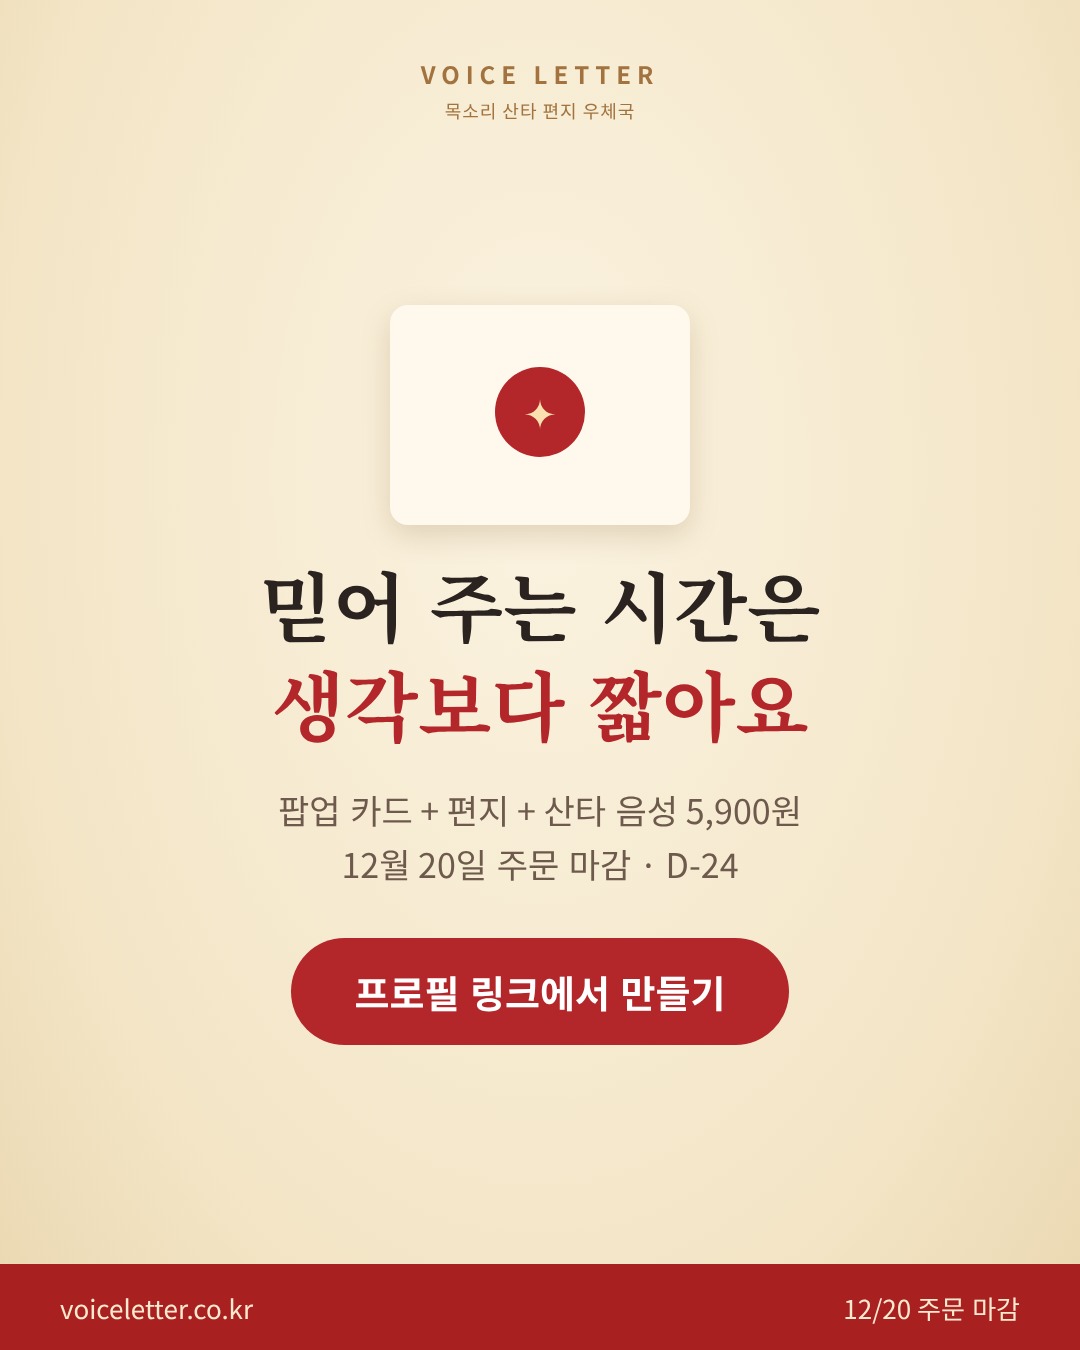 VOICE LETTER
목소리 산타 편지 우체국
믿어 주는 시간은
생각보다 짧아요
팝업 카드 + 편지 + 산타 음성 5,900원
12월 20일 주문 마감 · D-24
프로필 링크에서 만들기
voiceletter.co.kr
12/20 주문 마감